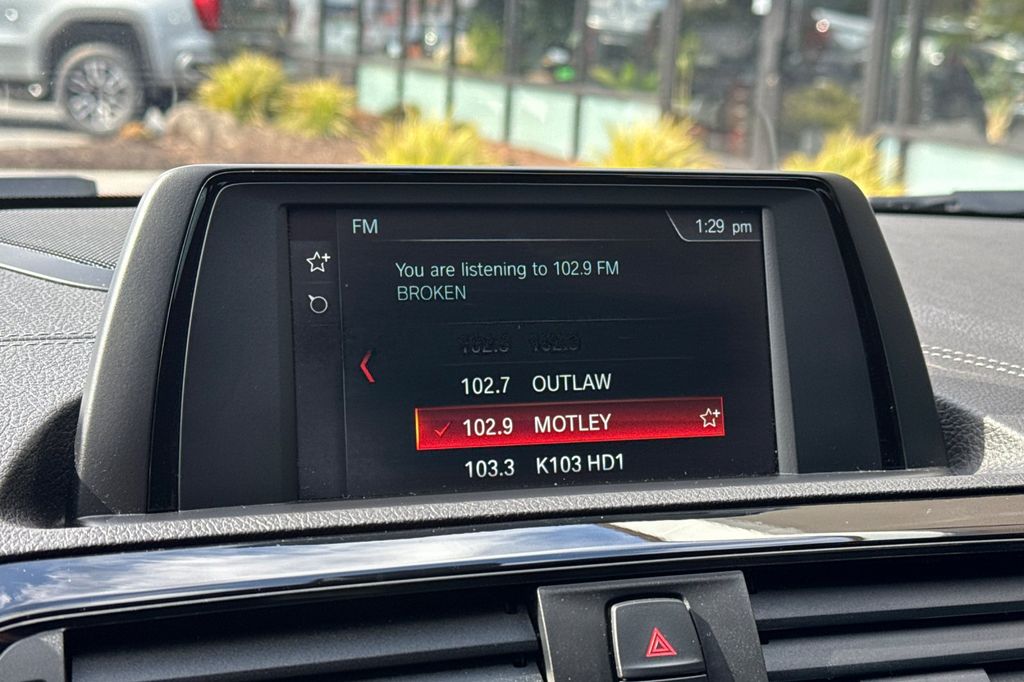 FM
1:29 pm
You are listening to 102.9 FM
BROKEN
102.7 OUTLAW
102.9 MOTLEY
103.3 K103 HD1